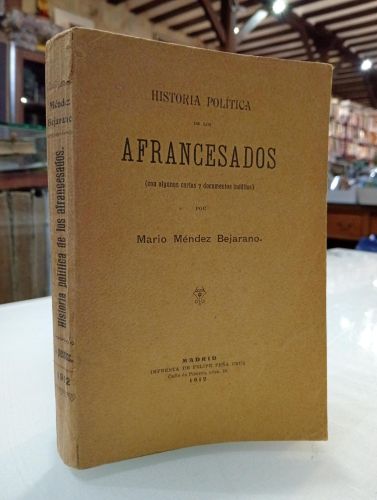 HISTORIA POLÍTICA
DE LOS
AFRANCESADOS
(con algunas cartas y documentos inéditos)
POR
Mario Méndez Bejarano.
MADRID
IMPRENTA DE FELIPE PEÑA CRUZ
1912
Méndez
Bejarano
Historia política de los afrancesados.
1912